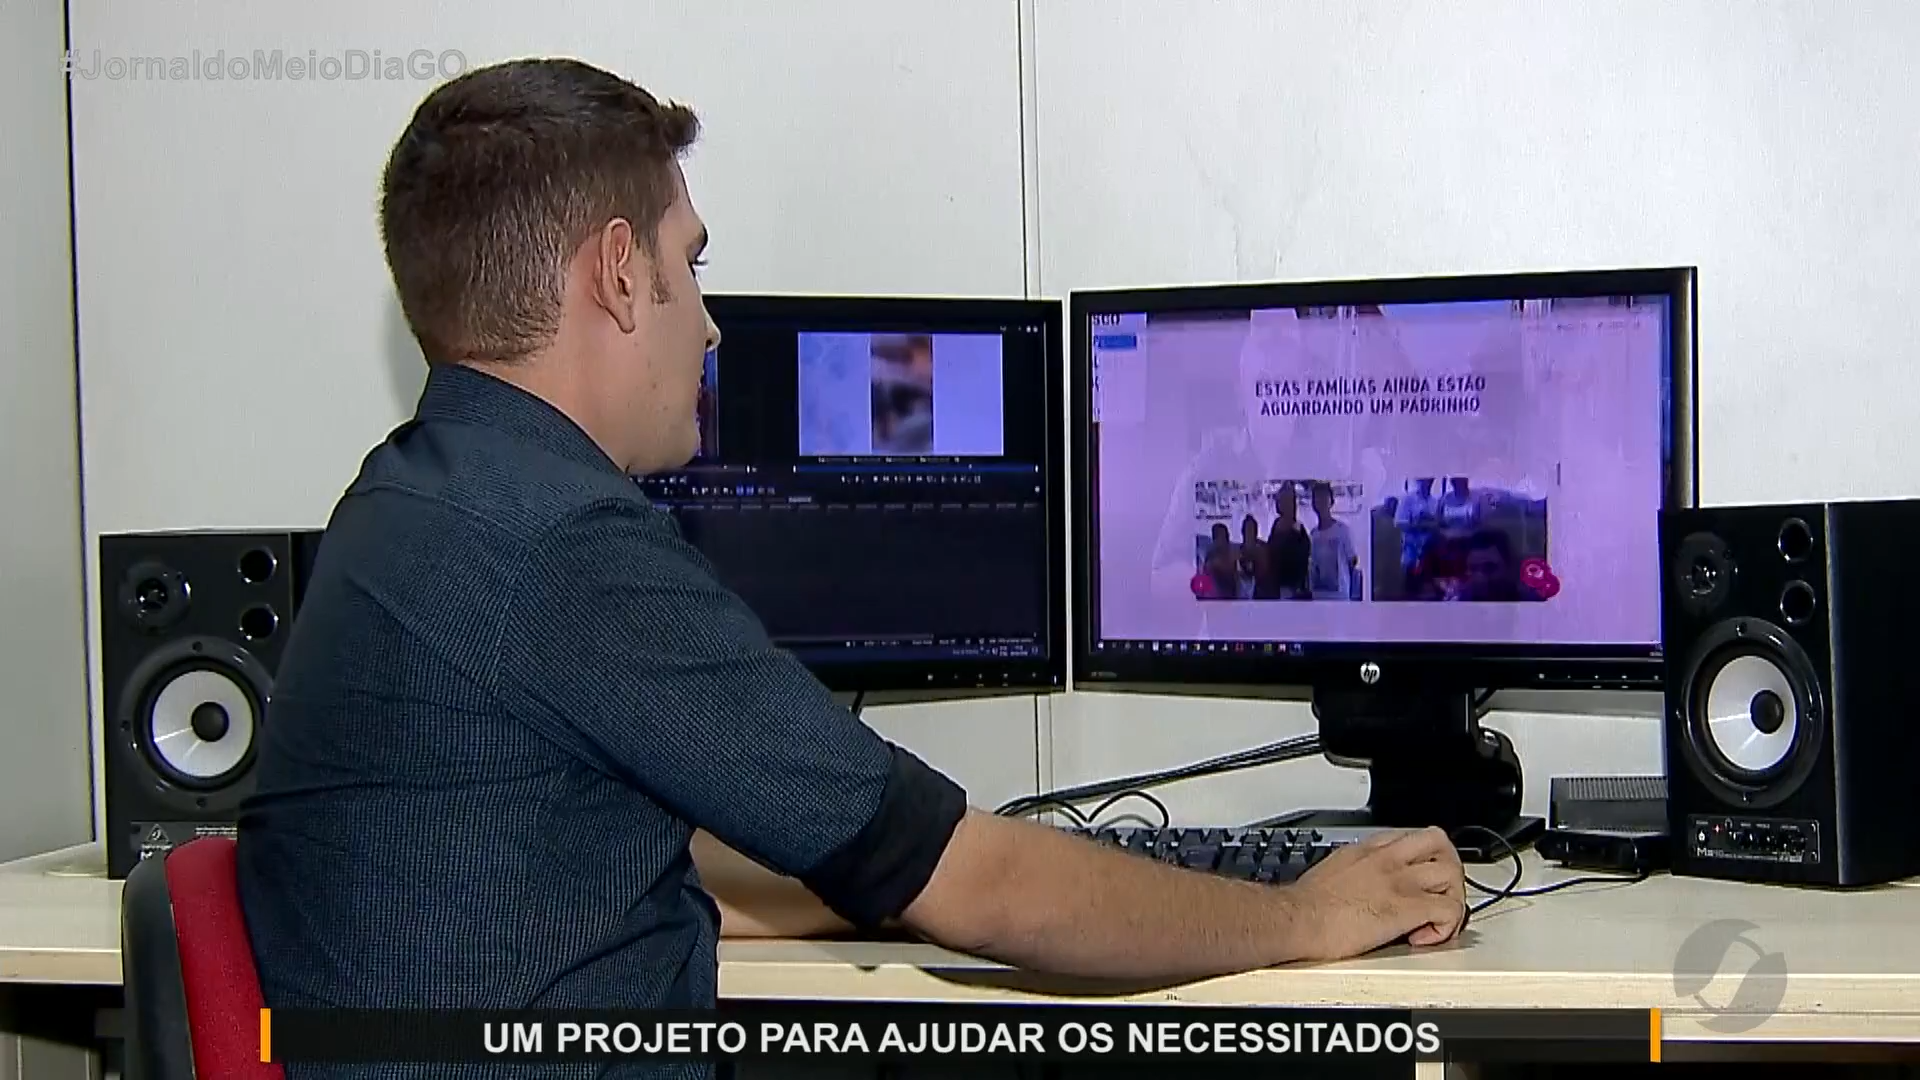 #JornaldoMeioDiaGO
ESTAS FAMÍLIAS AINDA ESTÃO
AGUARDANDO UM PADRINHO
hp
UM PROJETO PARA AJUDAR OS NECESSITADOS